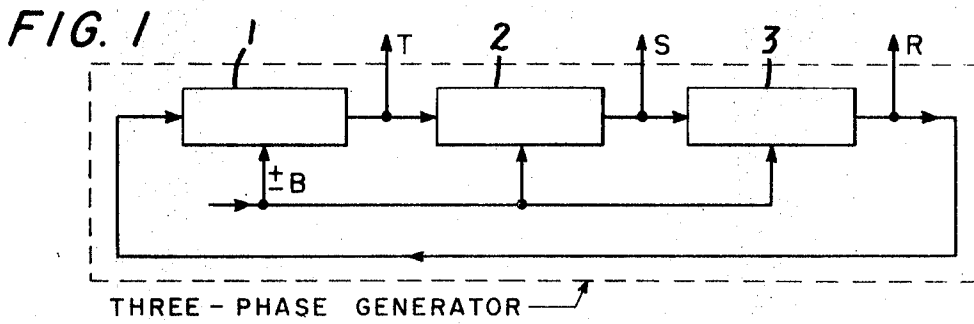 FIG. 1
1
T
2
S
3
R
±B
THREE-PHASE GENERATOR